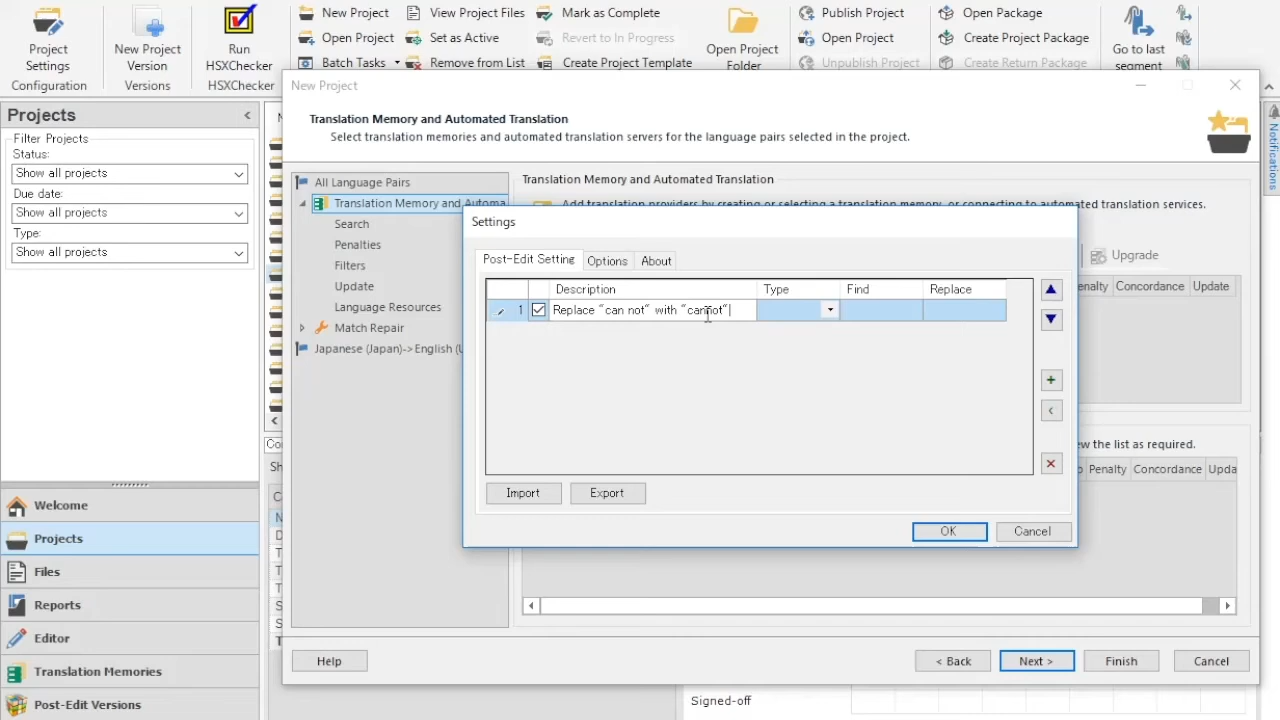 New Project
View Project Files
Mark as Complete
Publish Project
Open Package
Open Project
Set as Active
Revert to In Progress
Open Project
Create Project Package
Project Settings
New Project Version
Run HSXChecker
Batch Tasks
Remove from List
Create Project Template
Open Project Folder
Unpublish Project
Create Return Package
Go to last segment
Configuration
Versions
HSXChecker
New Project
Projects
Filter Projects
Status:
Show all projects
Due date:
Show all projects
Type:
Show all projects
Notifications
Translation Memory and Automated Translation
Select translation memories and automated translation servers for the language pairs selected in the project.
All Language Pairs
Translation Memory and Automa
Search
Penalties
Filters
Update
Language Resources
Match Repair
Japanese (Japan)->English (U
Translation Memory and Automated Translation
Add translation providers by creating or selecting a translation memory, or connecting to automated translation services.
Upgrade
enalty
Concordance
Update
Settings
Post-Edit Setting
Options
About
Description
Type
Find
Replace
1
Replace "can not" with "cannot"
Import
Export
OK
Cancel
ew the list as required.
Penalty
Concordance
Upda
Welcome
Projects
Files
Reports
Editor
Translation Memories
Post-Edit Versions
Help
< Back
Next >
Finish
Cancel
Signed-off